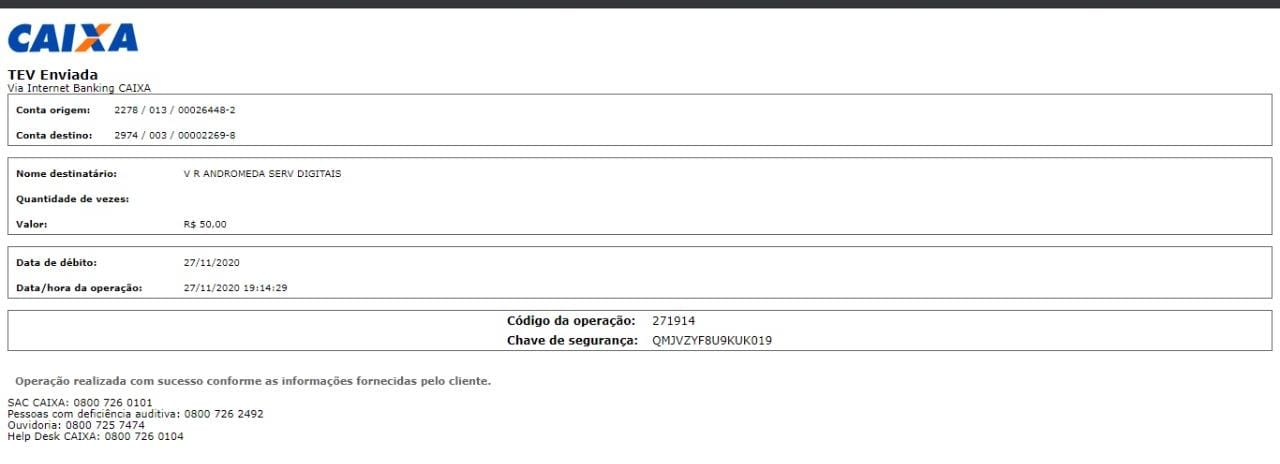 CAIXA
TEV Enviada
Via Internet Banking CAIXA
Conta origem: 2278 / 013 / 00026448-2
Conta destino: 2974 / 003 / 00002269-8
Nome destinatário: V R ANDROMEDA SERV DIGITAIS
Quantidade de vezes:
Valor: R$ 50,00
Data de débito: 27/11/2020
Data/hora da operação: 27/11/2020 19:14:29
Código da operação: 271914
Chave de segurança: QMJVZYF8U9KUK019
Operação realizada com sucesso conforme as informações fornecidas pelo cliente.
SAC CAIXA: 0800 726 0101
Pessoas com deficiência auditiva: 0800 726 2492
Ouvidoria: 0800 725 7474
Help Desk CAIXA: 0800 726 0104